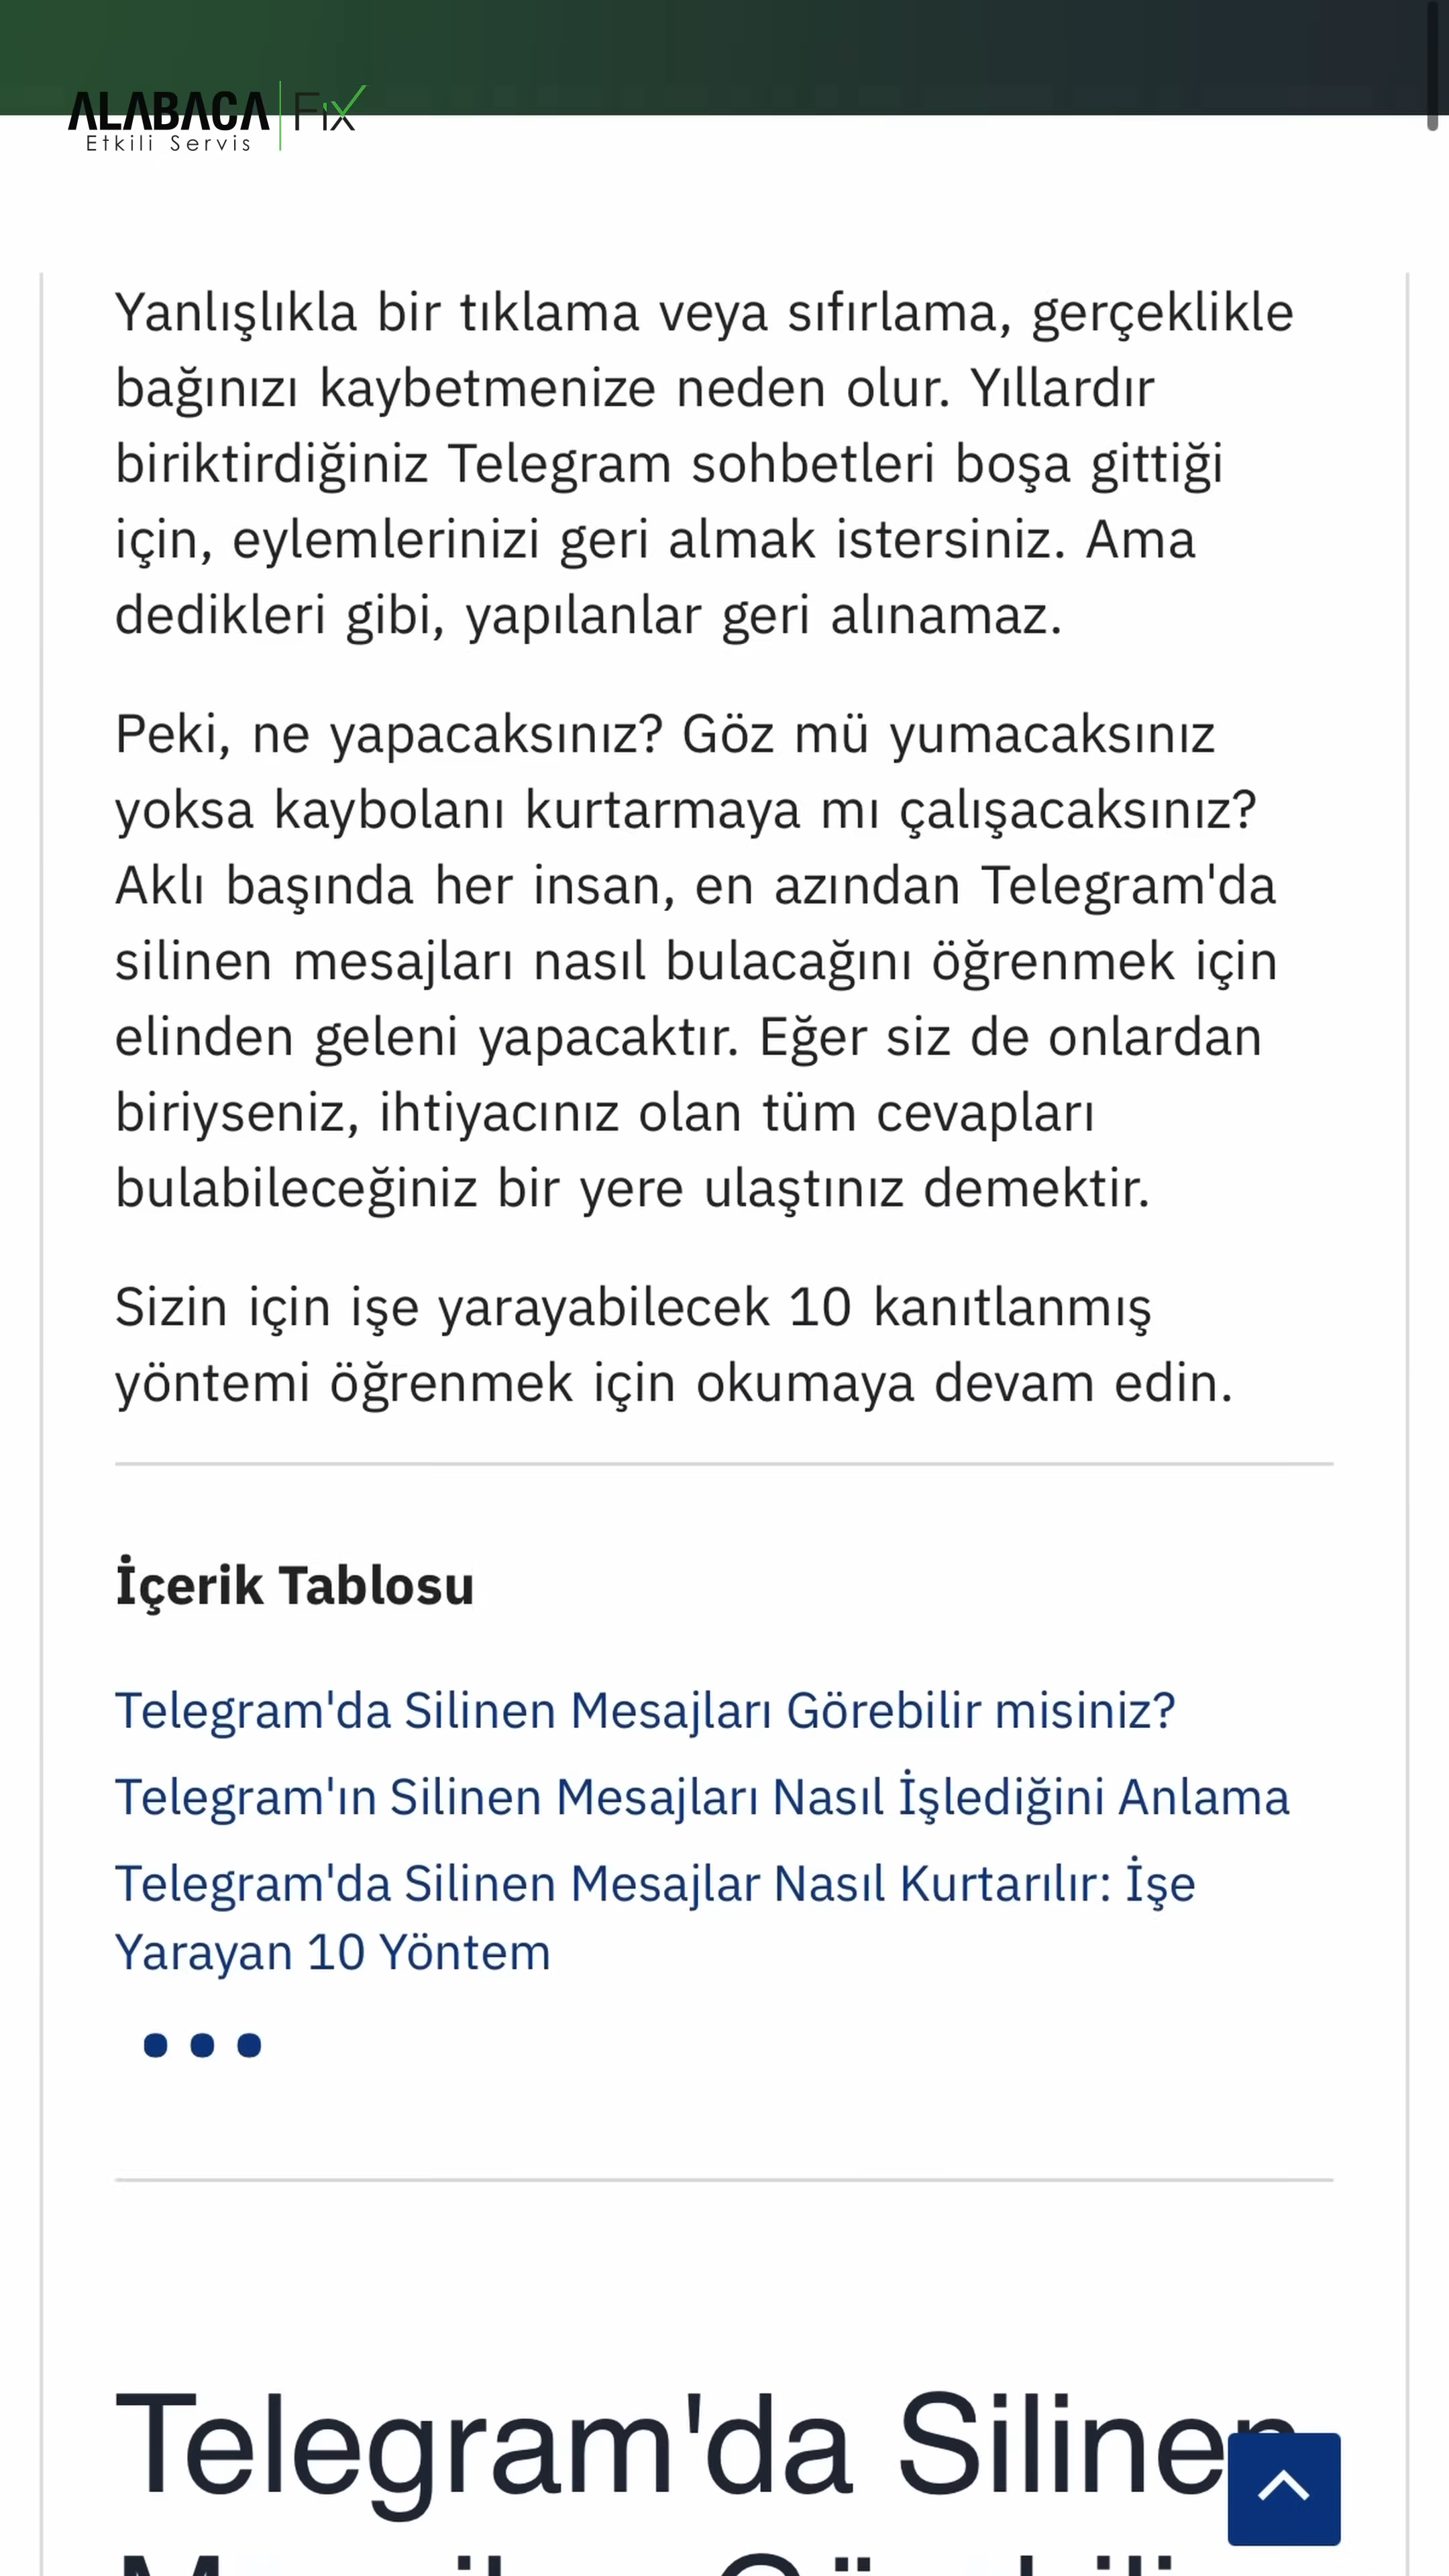 ALABACA Fix
Etkili Servis
Yanlışlıkla bir tıklama veya sıfırlama, gerçeklikle
bağınızı kaybetmenize neden olur. Yıllardır
biriktirdiğiniz Telegram sohbetleri boşa gittiği
için, eylemlerinizi geri almak istersiniz. Ama
dedikleri gibi, yapılanlar geri alınamaz.
Peki, ne yapacaksınız? Göz mü yumacaksınız
yoksa kaybolanı kurtarmaya mı çalışacaksınız?
Aklı başında her insan, en azından Telegram'da
silinen mesajları nasıl bulacağını öğrenmek için
elinden geleni yapacaktır. Eğer siz de onlardan
biriyseniz, ihtiyacınız olan tüm cevapları
bulabileceğiniz bir yere ulaştınız demektir.
Sizin için işe yarayabilecek 10 kanıtlanmış
yöntemi öğrenmek için okumaya devam edin.
İçerik Tablosu
Telegram'da Silinen Mesajları Görebilir misiniz?
Telegram'ın Silinen Mesajları Nasıl İşlediğini Anlama
Telegram'da Silinen Mesajlar Nasıl Kurtarılır: İşe
Yarayan 10 Yöntem
Telegram'da Silinen